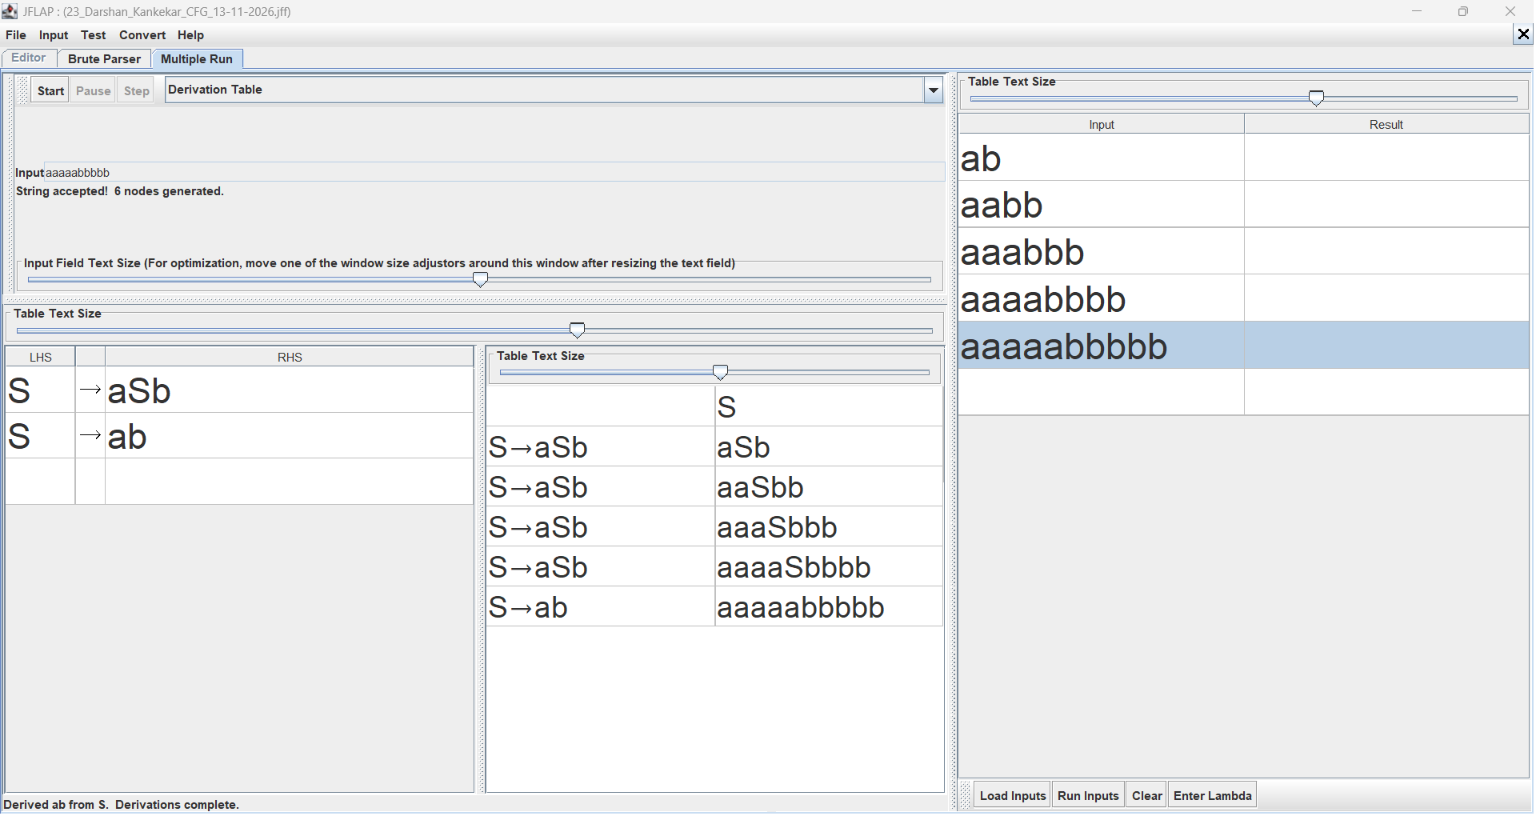 JFLAP : (23_Darshan_Kankekar_CFG_13-11-2026.jff)
File Input Test Convert Help
Editor Brute Parser Multiple Run
Start Pause Step Derivation Table
Input aaaaabbbbb
String accepted! 6 nodes generated.
Input Field Text Size (For optimization, move one of the window size adjustors around this window after resizing the text field)
Table Text Size
LHS RHS
S → aSb
S → ab
Table Text Size
S
S→aSb aSb
S→aSb aaSbb
S→aSb aaaSbbb
S→aSb aaaaSbbbb
S→ab aaaaabbbbb
Table Text Size
Input Result
ab
aabb
aaabbb
aaaabbbb
aaaaabbbbb
Load Inputs Run Inputs Clear Enter Lambda
Derived ab from S. Derivations complete.